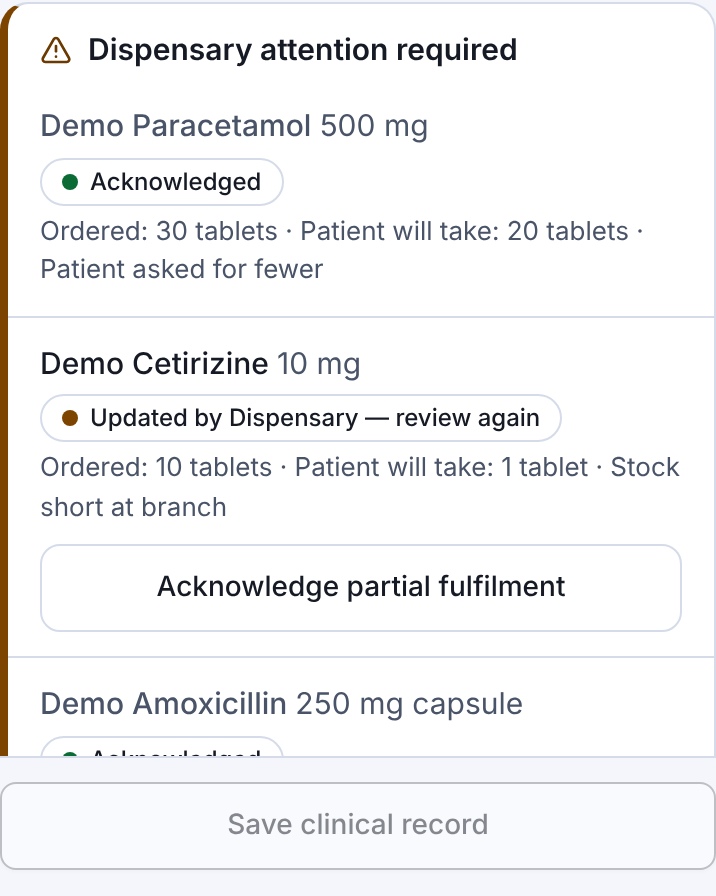 Dispensary attention required
Demo Paracetamol 500 mg
Acknowledged
Ordered: 30 tablets · Patient will take: 20 tablets ·
Patient asked for fewer
Demo Cetirizine 10 mg
Updated by Dispensary — review again
Ordered: 10 tablets · Patient will take: 1 tablet · Stock
short at branch
Acknowledge partial fulfilment
Demo Amoxicillin 250 mg capsule
Acknowledged
Save clinical record